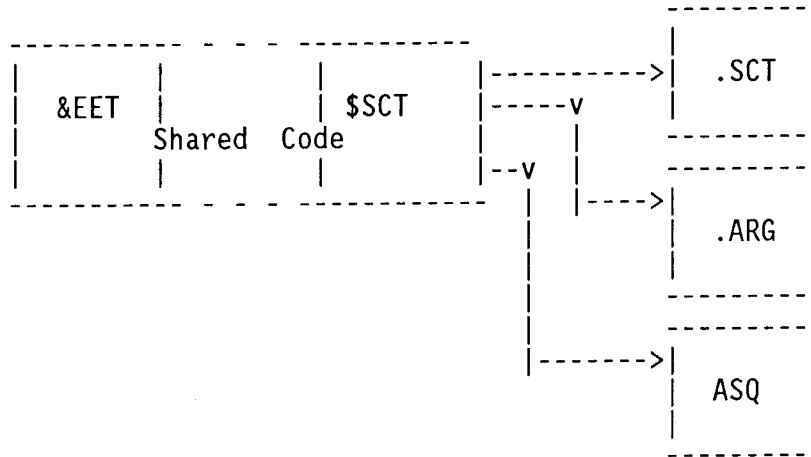 .SCT
&EET
$SCT
Shared Code
.ARG
ASQ